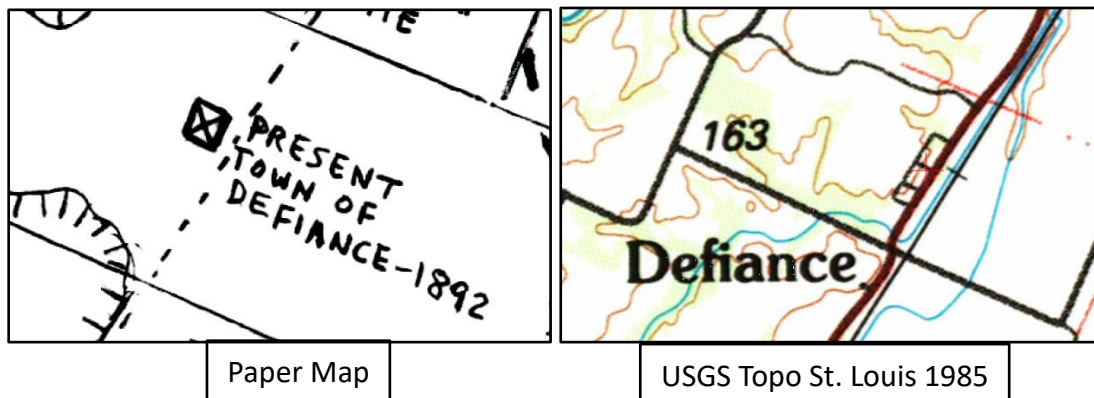 PRESENT
TOWN OF
DEFIANCE-1892
163
Defiance
Paper Map
USGS Topo St. Louis 1985